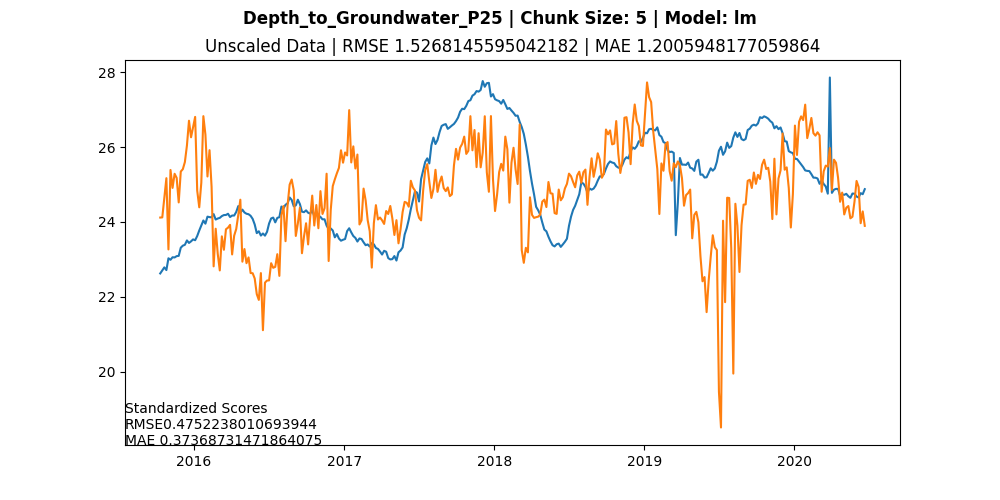 Depth_to_Groundwater_P25 | Chunk Size: 5 | Model: lm
Unscaled Data | RMSE 1.5268145595042182 | MAE 1.2005948177059864
28
26
24
22
20
Standardized Scores
RMSE0.4752238010693944
MAE 0.37368731471864075
2016
2017
2018
2019
2020